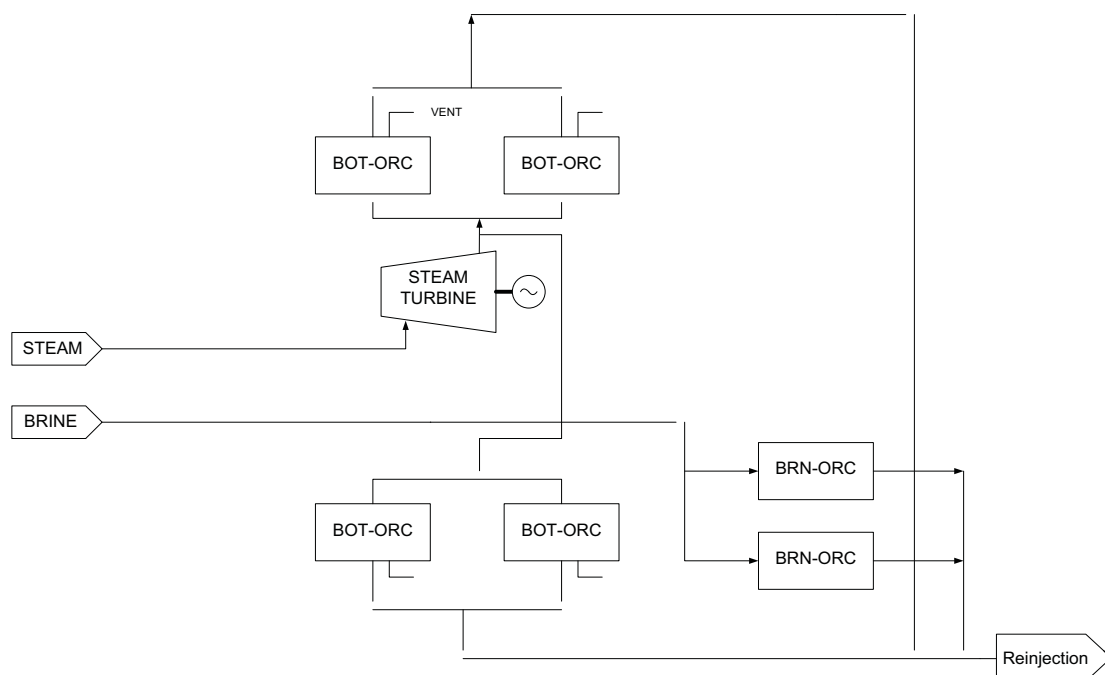 VENT
BOT-ORC
BOT-ORC
STEAM
TURBINE
STEAM
BRINE
BRN-ORC
BOT-ORC
BOT-ORC
BRN-ORC
Reinjection